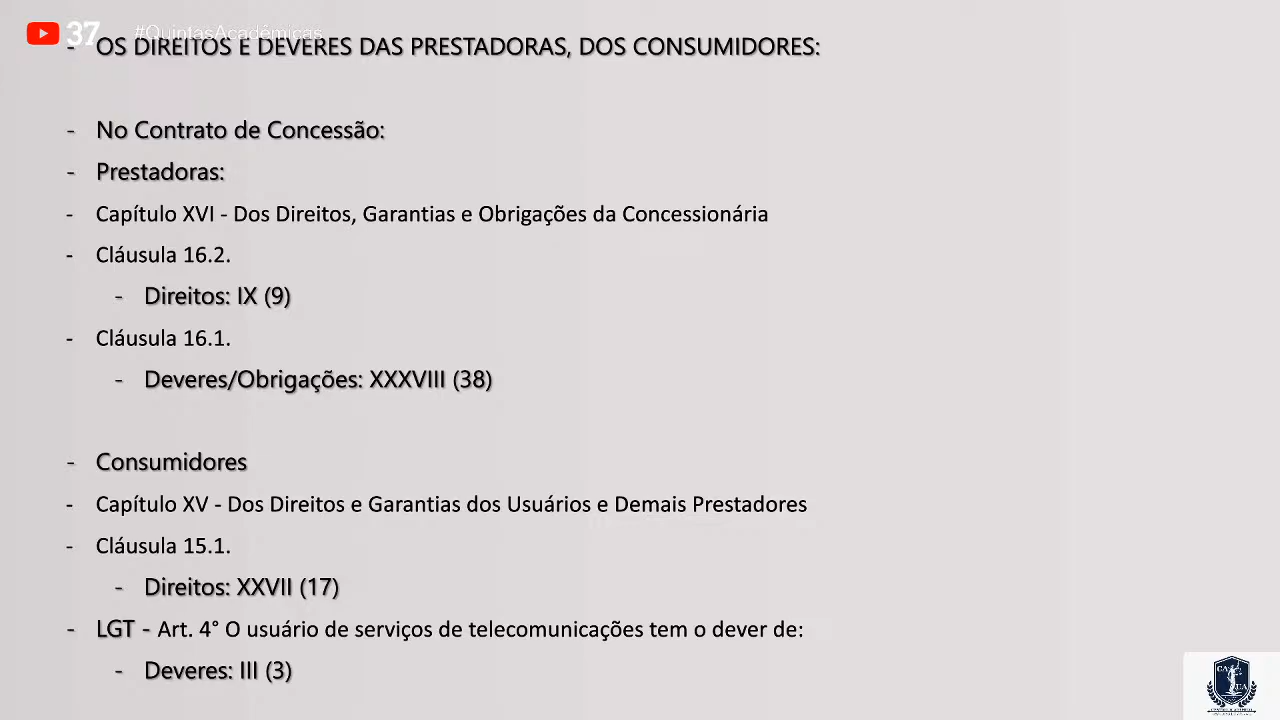 37 #QuintasAcadêmicas
- OS DIREITOS E DEVERES DAS PRESTADORAS, DOS CONSUMIDORES:
- No Contrato de Concessão:
- Prestadoras:
- Capítulo XVI - Dos Direitos, Garantias e Obrigações da Concessionária
- Cláusula 16.2.
- Direitos: IX (9)
- Cláusula 16.1.
- Deveres/Obrigações: XXXVIII (38)
- Consumidores
- Capítulo XV - Dos Direitos e Garantias dos Usuários e Demais Prestadores
- Cláusula 15.1.
- Direitos: XXVII (17)
- LGT - Art. 4° O usuário de serviços de telecomunicações tem o dever de:
- Deveres: III (3)